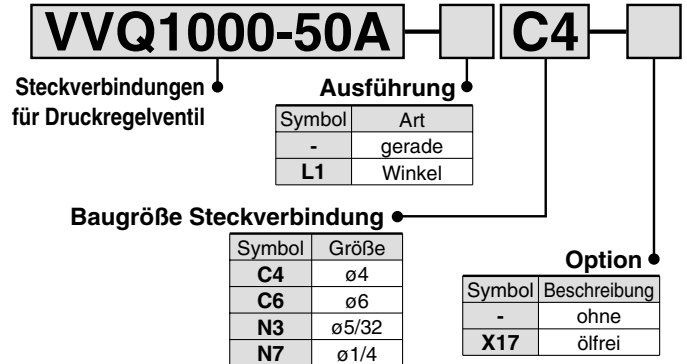 VVQ1000-50A - C4 -
Steckverbindungen
für Druckregelventil
Ausführung
Symbol Art
- gerade
L1 Winkel
Baugröße Steckverbindung
Symbol Größe
C4 ø4
C6 ø6
N3 ø5/32
N7 ø1/4
Option
Symbol Beschreibung
- ohne
X17 ölfrei